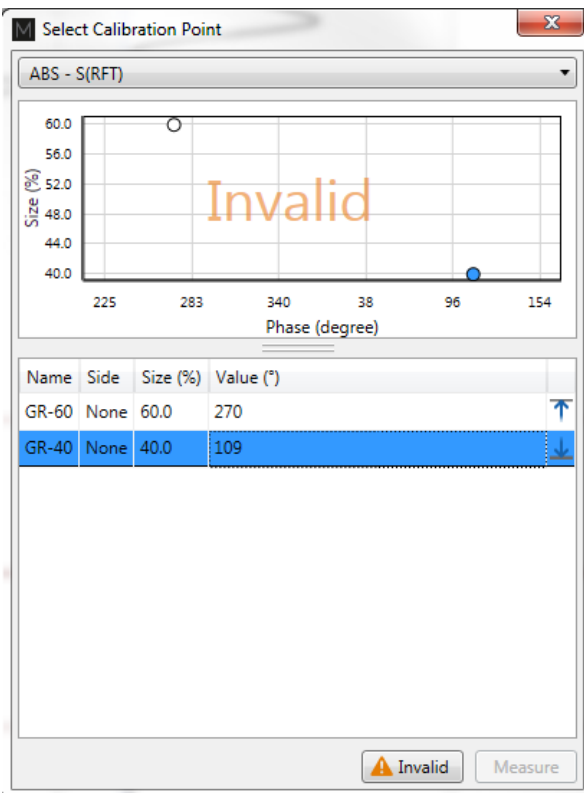 M Select Calibration Point
ABS - S(RFT)
60.0
56.0
52.0
48.0
44.0
40.0
Size (%)
Invalid
225 283 340 38 96 154
Phase (degree)
Name Side Size (%) Value (°)
GR-60 None 60.0 270
GR-40 None 40.0 109
Invalid Measure